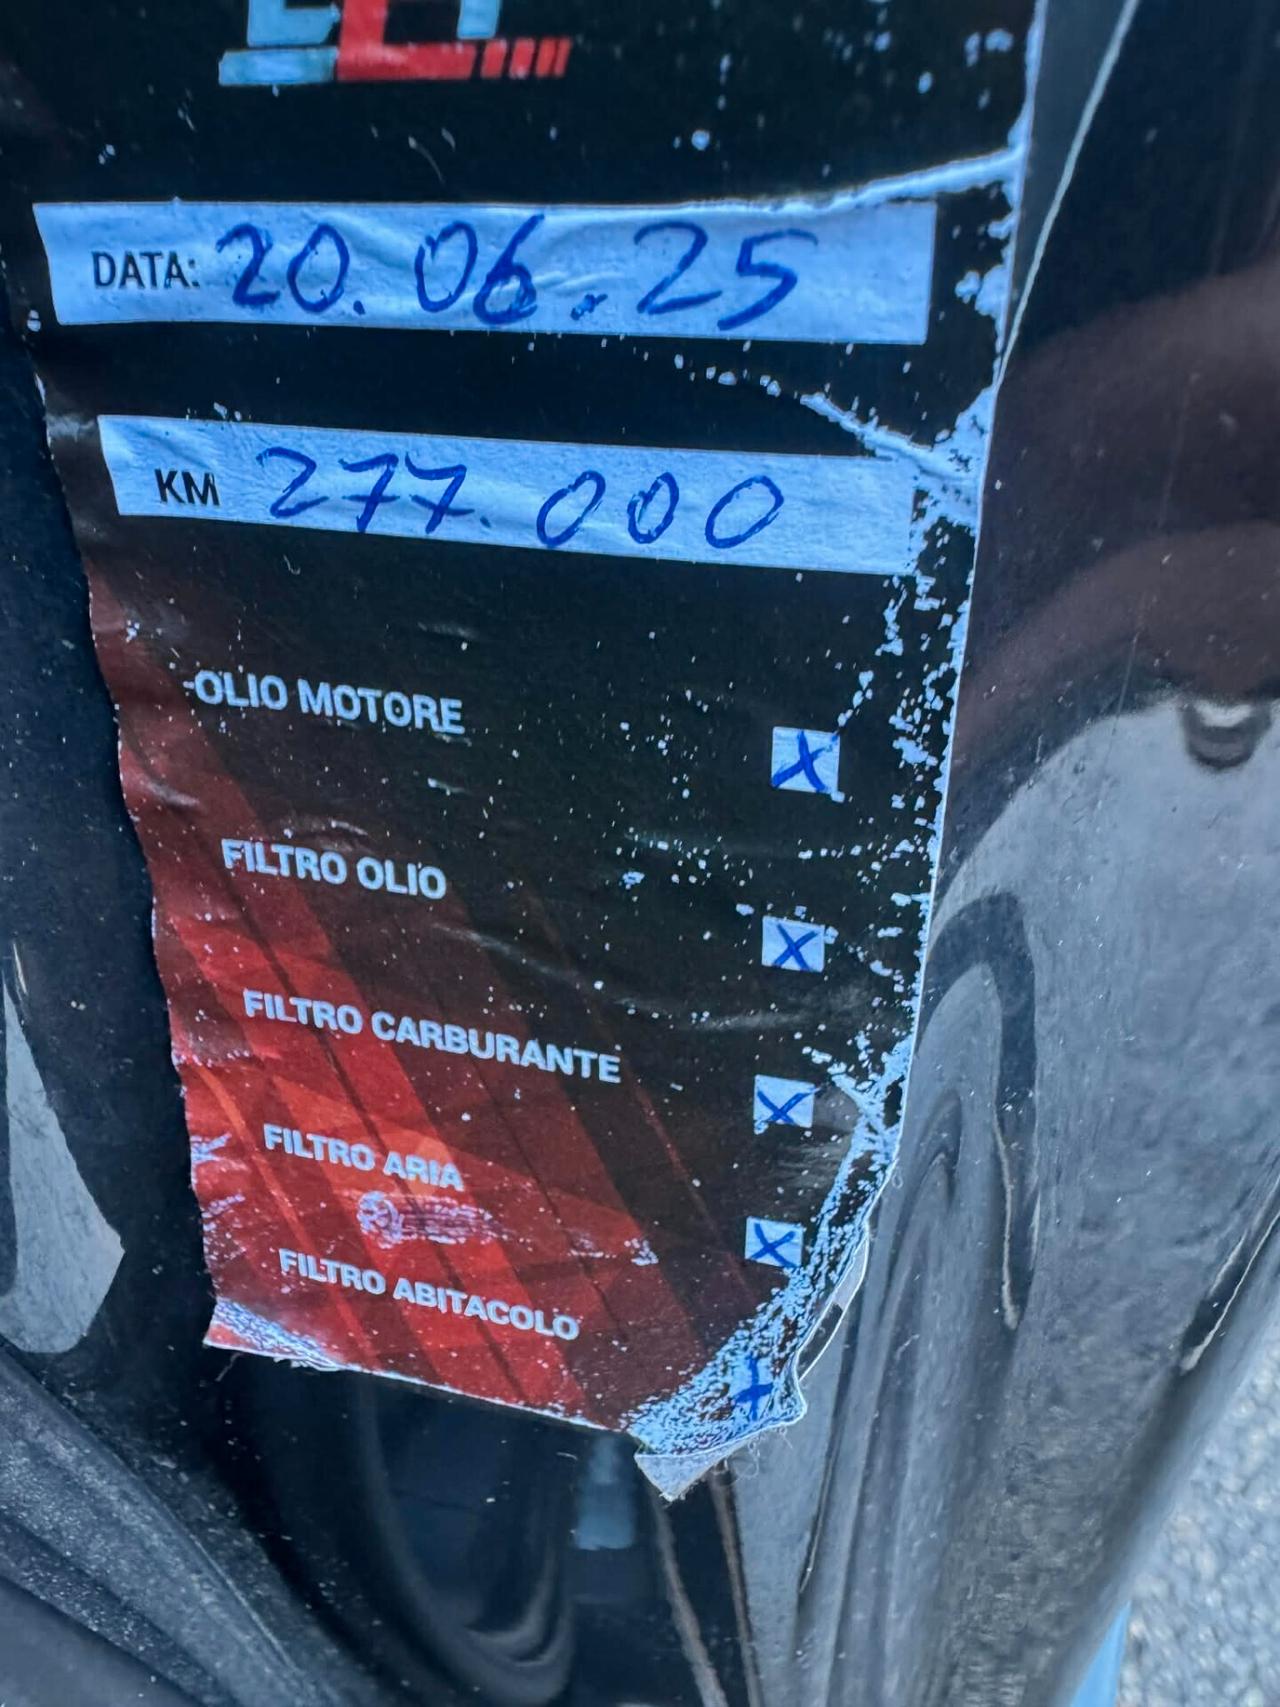 DATA: 20.06.25
KM 277.000
OLIO MOTORE X
FILTRO OLIO X
FILTRO CARBURANTE X
FILTRO ARIA X
FILTRO ABITACOLO X